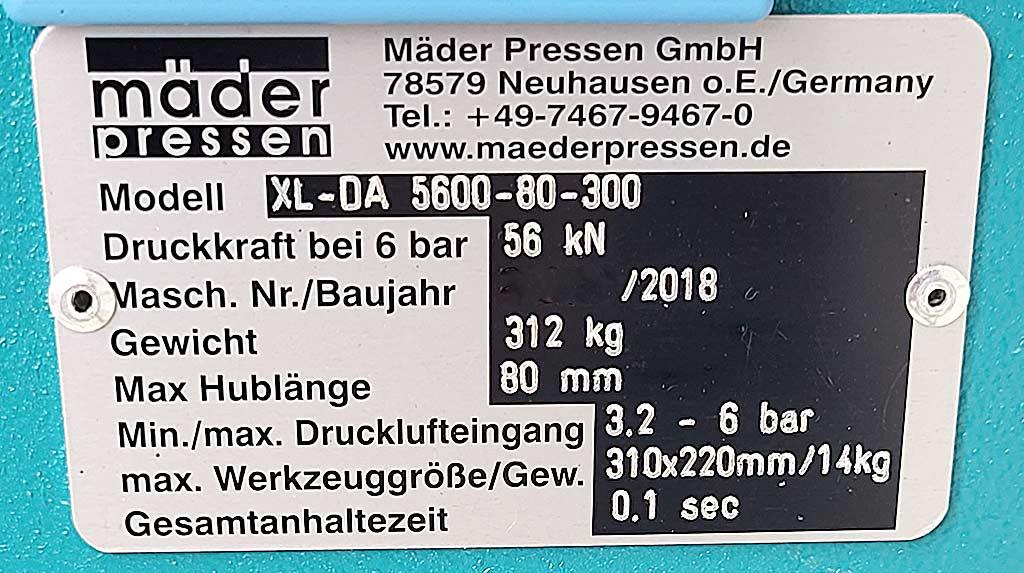 mäder
pressen
Mäder Pressen GmbH
78579 Neuhausen o.E./Germany
Tel.: +49-7467-9467-0
www.maederpressen.de
Modell XL-DA 5600-80-300
Druckkraft bei 6 bar 56 kN
Masch. Nr./Baujahr /2018
Gewicht 312 kg
Max Hublänge 80 mm
Min./max. Drucklufteingang 3.2 - 6 bar
max. Werkzeuggröße/Gew. 310x220mm/14kg
Gesamtanhaltezeit 0.1 sec